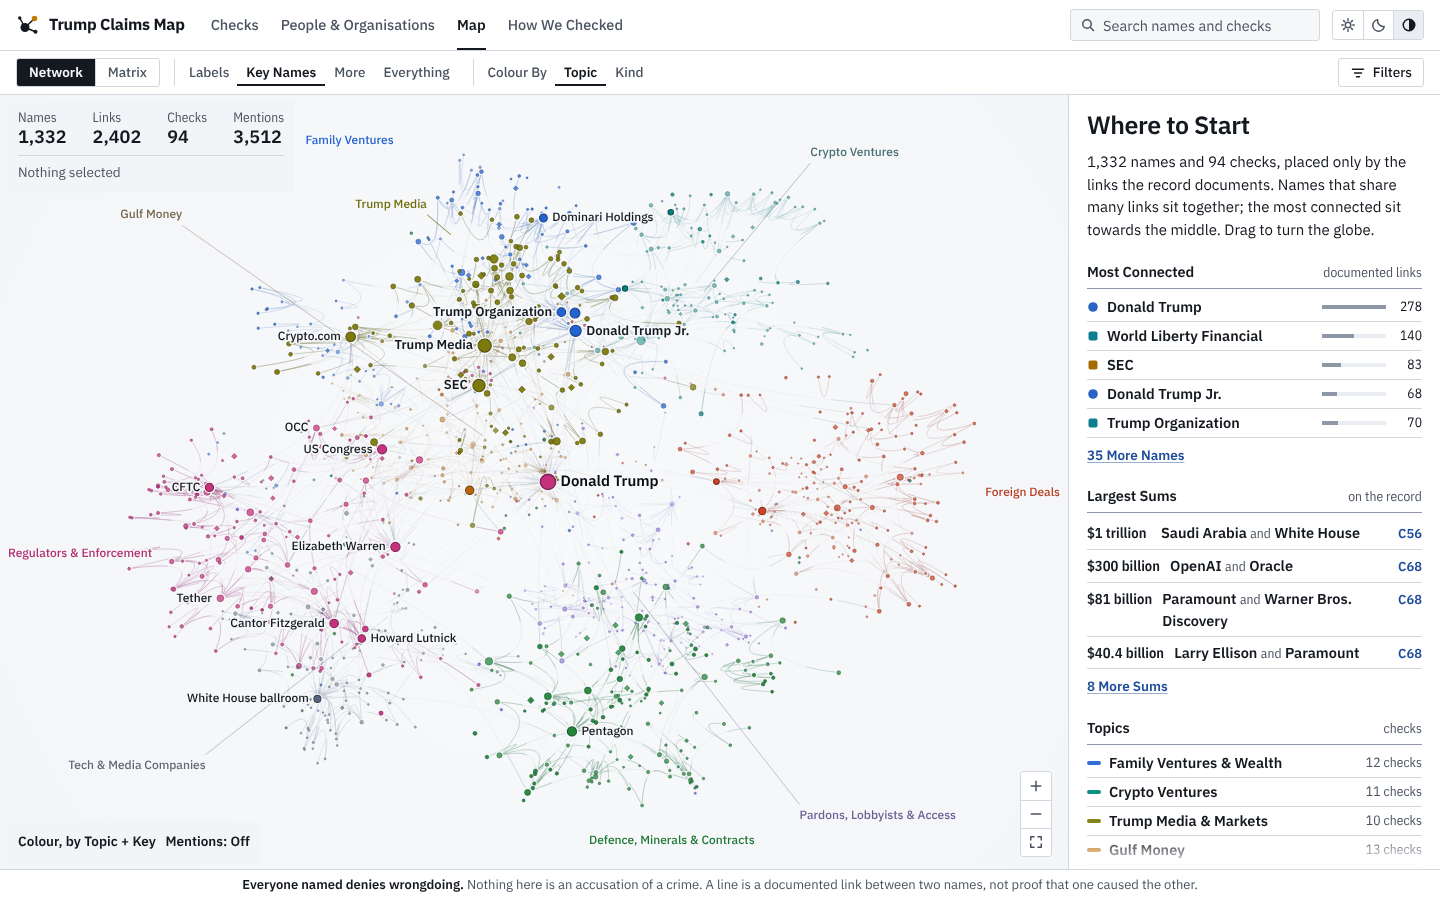 Trump Claims Map
Checks
People & Organisations
Map
How We Checked
Search names and checks
Network
Matrix
Labels
Key Names
More
Everything
Colour By
Topic
Kind
Filters
Names
Links
Checks
Mentions
1,332
2,402
94
3,512
Nothing selected
Family Ventures
Crypto Ventures
Trump Media
Gulf Money
Dominari Holdings
Trump Organization
Donald Trump Jr.
Crypto.com
Trump Media
SEC
OCC
US Congress
CFTC
Donald Trump
Foreign Deals
Elizabeth Warren
Regulators & Enforcement
Tether
Cantor Fitzgerald
Howard Lutnick
White House ballroom
Pentagon
Tech & Media Companies
Pardons, Lobbyists & Access
Defence, Minerals & Contracts
Colour, by Topic + Key
Mentions: Off
Where to Start
1,332 names and 94 checks, placed only by the
links the record documents. Names that share
many links sit together; the most connected sit
towards the middle. Drag to turn the globe.
Most Connected documented links
Donald Trump 278
World Liberty Financial 140
SEC 83
Donald Trump Jr. 68
Trump Organization 70
35 More Names
Largest Sums on the record
$1 trillion Saudi Arabia and White House C56
$300 billion OpenAI and Oracle C68
$81 billion Paramount and Warner Bros. C68
Discovery
$40.4 billion Larry Ellison and Paramount C68
8 More Sums
Topics checks
Family Ventures & Wealth 12 checks
Crypto Ventures 11 checks
Trump Media & Markets 10 checks
Gulf Money 13 checks
Everyone named denies wrongdoing. Nothing here is an accusation of a crime. A line is a documented link between two names, not proof that one caused the other.